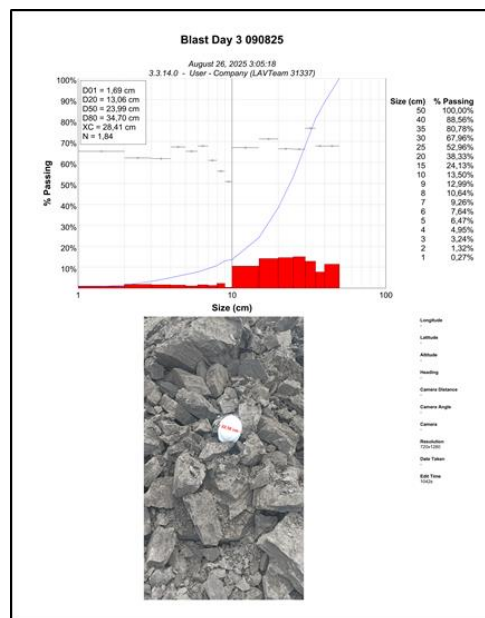 Blast Day 3 090825
August 26, 2025 3:05:18
3.3.14.0 - User - Company (LAVTeam 31337)
D01 = 1,69 cm
D20 = 13,06 cm
D50 = 23,99 cm
D80 = 34,70 cm
XC = 28,41 cm
N = 1,84
% Passing
100%
90%
80%
70%
60%
50%
40%
30%
20%
10%
1 10 100
Size (cm)
Size (cm) % Passing
50 100,00%
40 88,56%
35 80,78%
30 67,96%
25 52,96%
20 38,33%
15 24,13%
10 13,50%
9 12,99%
8 10,64%
7 9,26%
6 7,64%
5 6,47%
4 4,95%
3 3,24%
2 1,32%
1 0,27%
Longitude
-
Latitude
-
Altitude
-
Heading
-
Camera Distance
-
Camera Angle
-
Camera
-
Resolution
720x1280
Date Taken
-
Edit Time
1042s